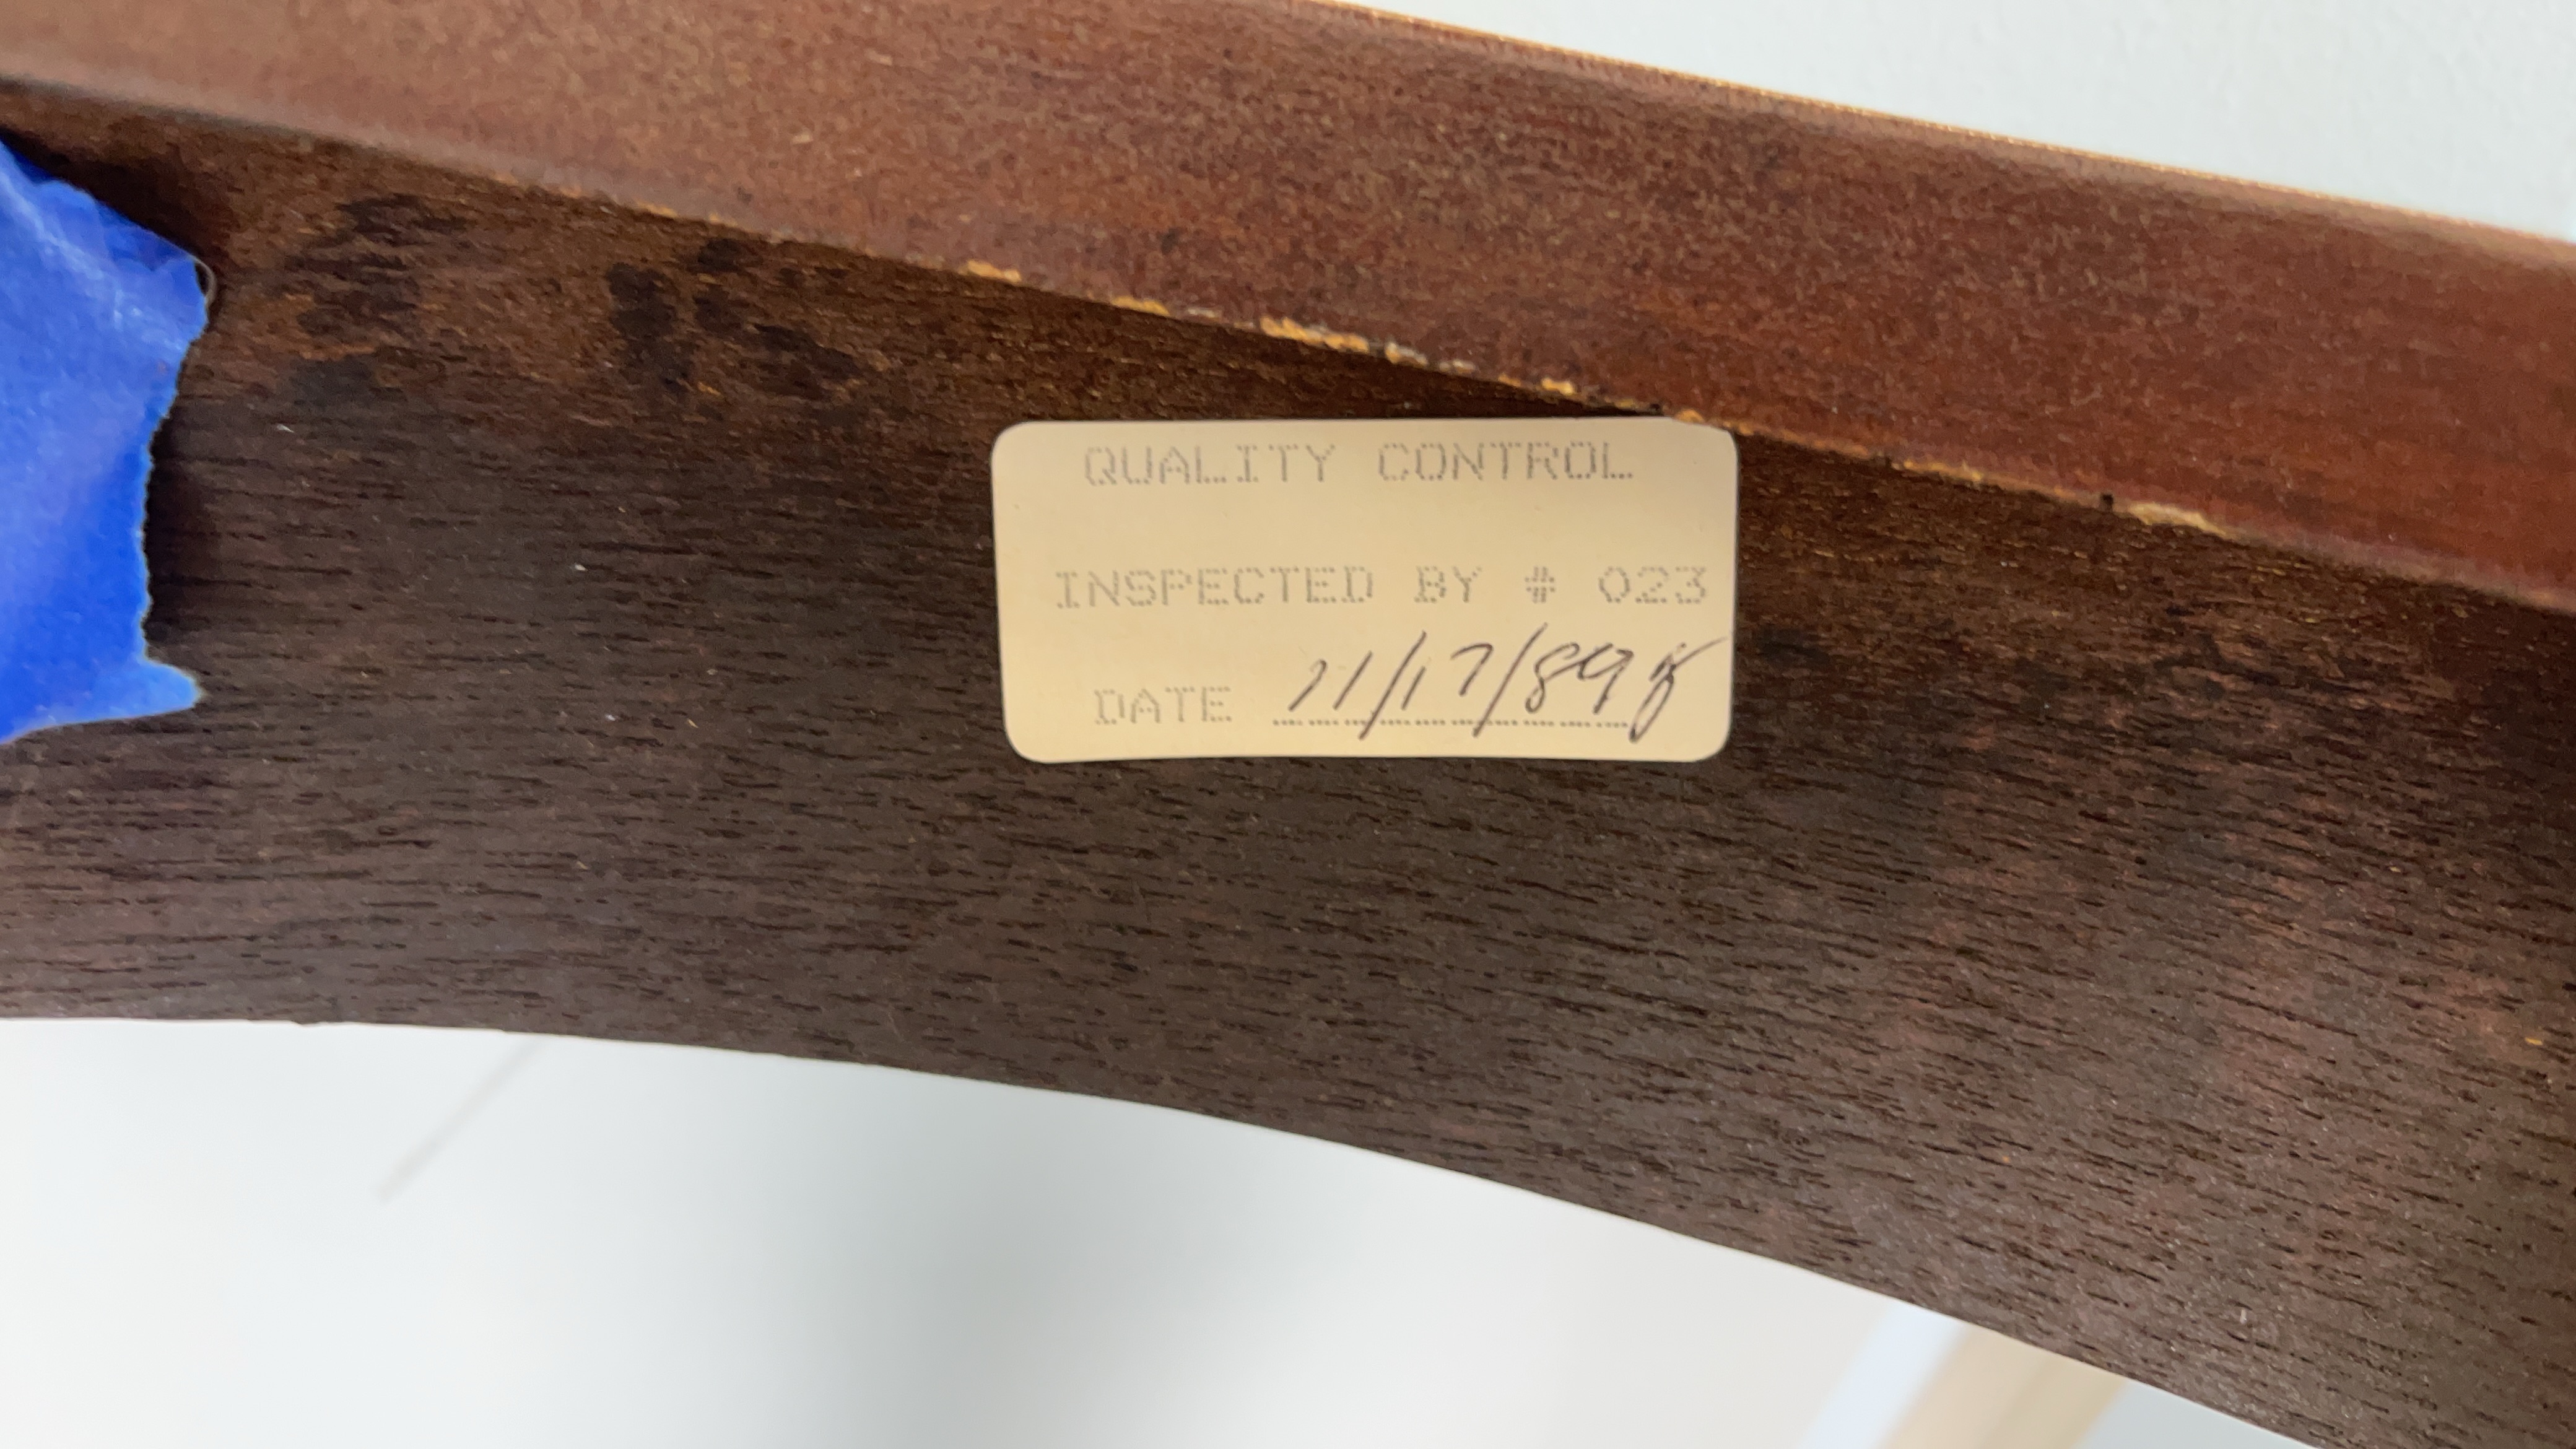 QUALITY CONTROL
INSPECTED BY # 023
DATE 11/17/89